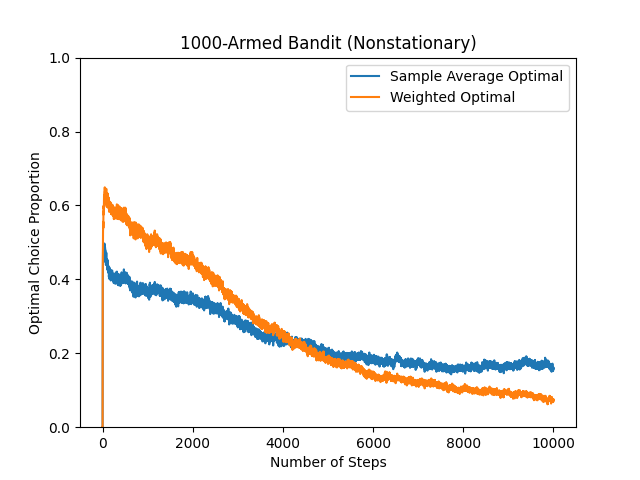 1000-Armed Bandit (Nonstationary)
Sample Average Optimal
Weighted Optimal
Optimal Choice Proportion
1.0
0.8
0.6
0.4
0.2
0.0
0 2000 4000 6000 8000 10000
Number of Steps